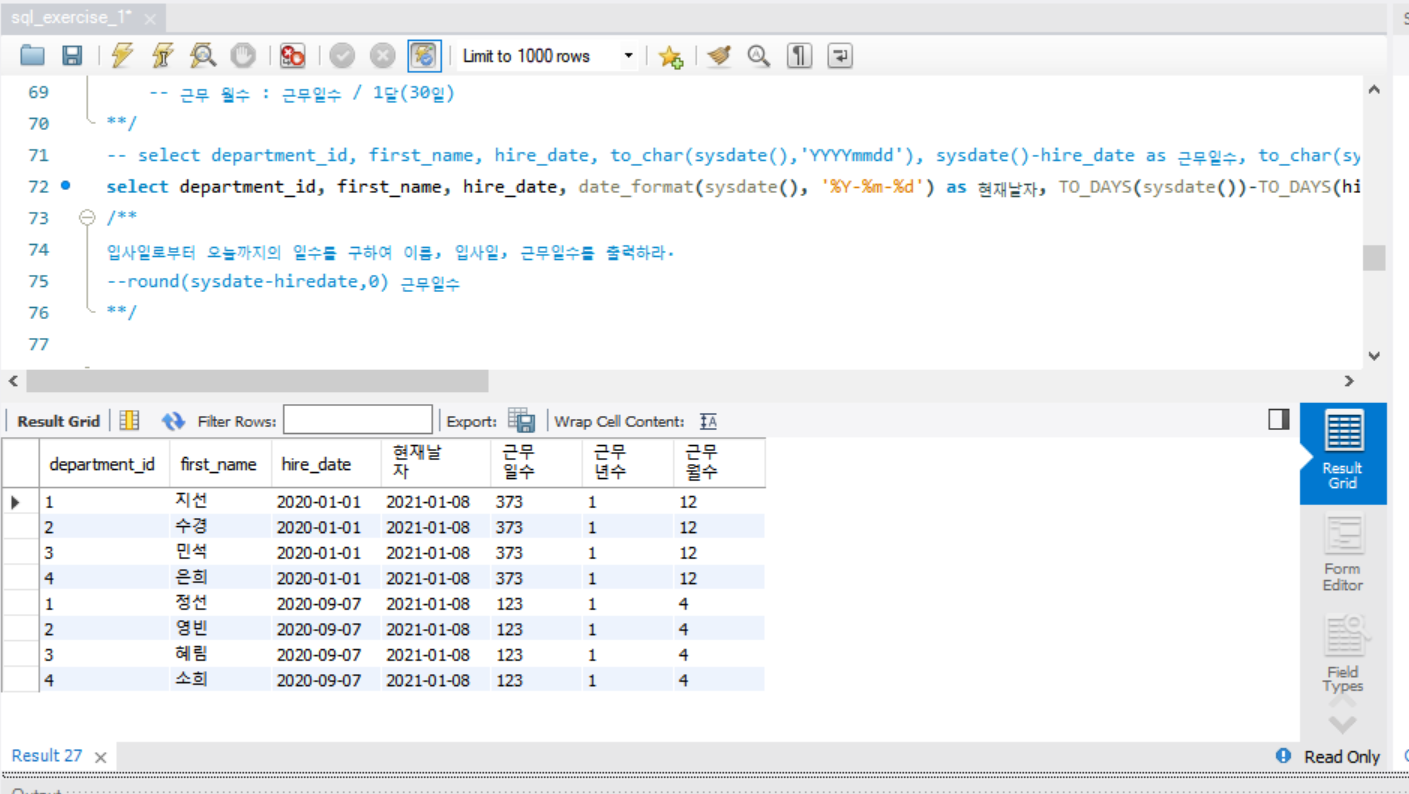 sql_exercise_1*
Limit to 1000 rows
69 -- 근무 월수 : 근무일수 / 1달(30일)
70 **/
71 -- select department_id, first_name, hire_date, to_char(sysdate(),'YYYYmmdd'), sysdate()-hire_date as 근무일수, to_char(sy
72 select department_id, first_name, hire_date, date_format(sysdate(), '%Y-%m-%d') as 현재날자, TO_DAYS(sysdate())-TO_DAYS(hi
73 /**
74 입사일로부터 오늘까지의 일수를 구하여 이름, 입사일, 근무일수를 출력하라.
75 --round(sysdate-hiredate,0) 근무일수
76 **/
77
Result Grid Filter Rows: Export: Wrap Cell Content:
department_id first_name hire_date 현재날자 근무일수 근무년수 근무월수
1 지선 2020-01-01 2021-01-08 373 1 12
2 수경 2020-01-01 2021-01-08 373 1 12
3 민석 2020-01-01 2021-01-08 373 1 12
4 은희 2020-01-01 2021-01-08 373 1 12
1 정선 2020-09-07 2021-01-08 123 1 4
2 영빈 2020-09-07 2021-01-08 123 1 4
3 혜림 2020-09-07 2021-01-08 123 1 4
4 소희 2020-09-07 2021-01-08 123 1 4
Result
Grid
Form
Editor
Field
Types
Result 27
Read Only